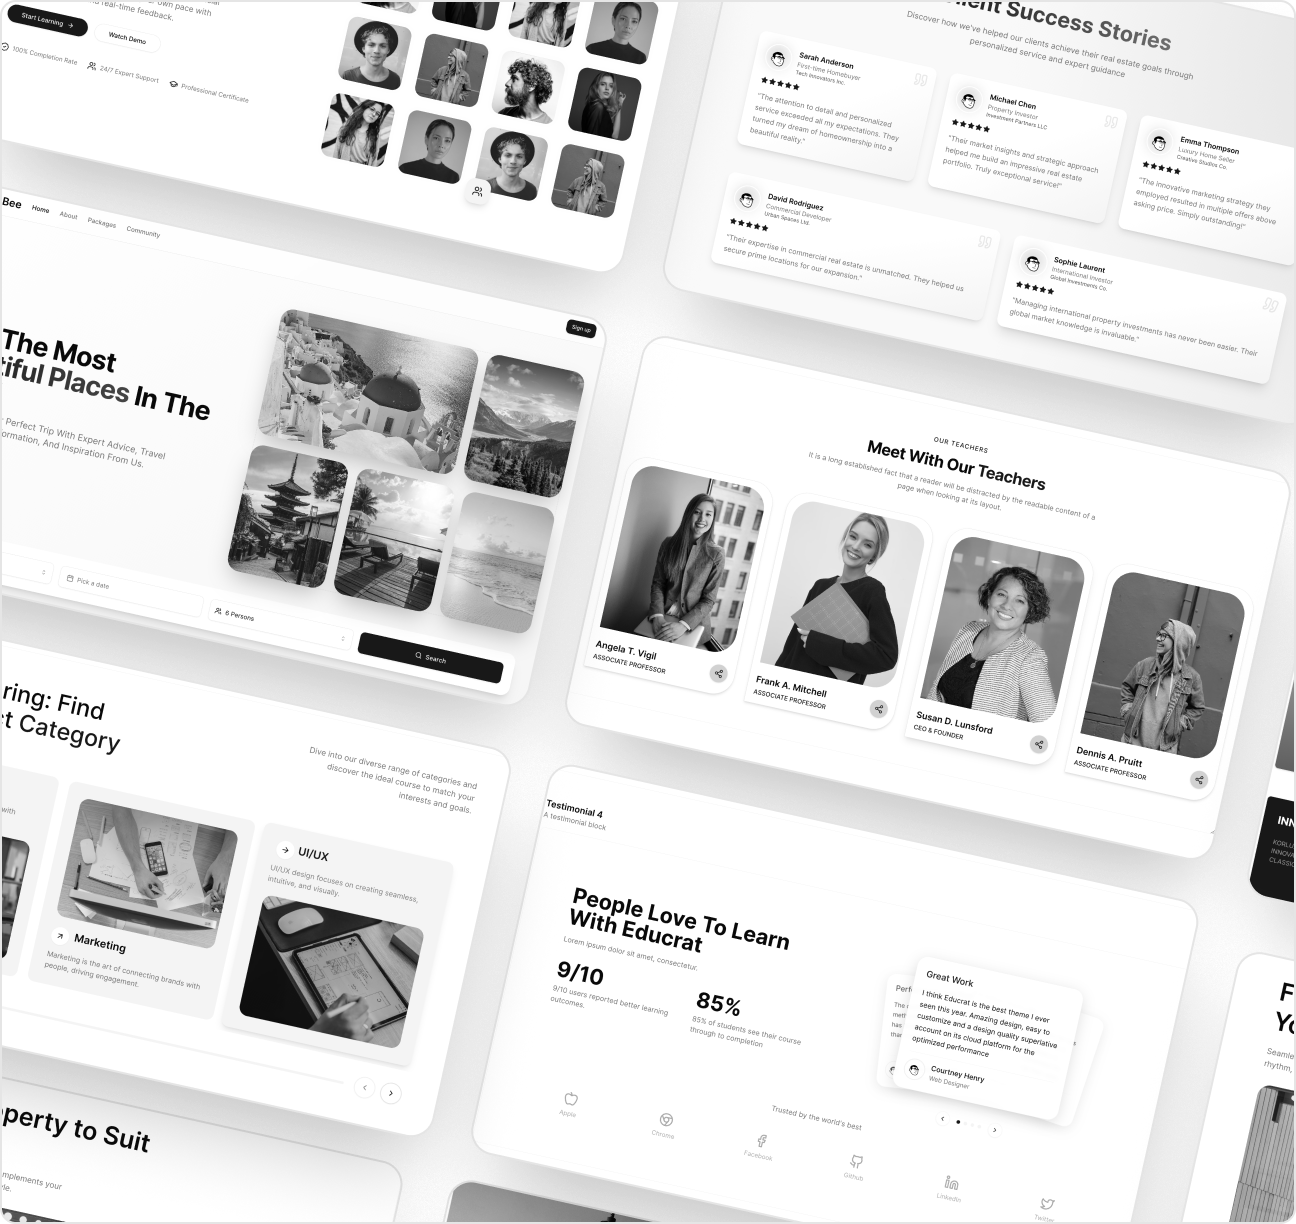 own pace with
real-time feedback.
Start Learning
Watch Demo
100% Completion Rate
24/7 Expert Support
Professional Certificate
Success Stories
Discover how we've helped our clients achieve their real estate goals through
personalized service and expert guidance
Sarah Anderson
First-time Homebuyer
Tech Innovators Inc.
"The attention to detail and personalized
service exceeded all my expectations. They
turned my dream of homeownership into a
beautiful reality."
Michael Chen
Property Investor
Investment Partners LLC
"Their market insights and strategic approach
helped me build an impressive real estate
portfolio. Truly exceptional service!"
Emma Thompson
Luxury Home Seller
Creative Studios Co.
"The innovative marketing strategy they
employed resulted in multiple offers above
asking price. Simply outstanding!"
David Rodriguez
Commercial Developer
Urban Spaces Ltd.
"Their expertise in commercial real estate is unmatched. They helped us
secure prime locations for our expansion."
Sophie Laurent
International Investor
Global Investments Co.
"Managing international property investments has never been easier. Their
global market knowledge is invaluable."
Bee
Home
About
Packages
Community
Sign up
The Most
tiful Places In The
Perfect Trip With Expert Advice, Travel
ormation, And Inspiration From Us.
Pick a date
6 Persons
Search
OUR TEACHERS
Meet With Our Teachers
It is a long established fact that a reader will be distracted by the readable content of a
page when looking at its layout.
Angela T. Vigil
ASSOCIATE PROFESSOR
Frank A. Mitchell
ASSOCIATE PROFESSOR
Susan D. Lunsford
CEO & FOUNDER
Dennis A. Pruitt
ASSOCIATE PROFESSOR
ring: Find
t Category
Dive into our diverse range of categories and
discover the ideal course to match your
interests and goals.
with
Marketing
Marketing is the art of connecting brands with
people, driving engagement.
UI/UX
UI/UX design focuses on creating seamless,
intuitive, and visually.
Testimonial 4
A testimonial block
People Love To Learn
With Educrat
Lorem ipsum dolor sit amet, consectetur.
9/10
9/10 users reported better learning
outcomes.
85%
85% of students see their course
through to completion
Great Work
I think Educrat is the best theme I ever
seen this year. Amazing design, easy to
customize and a design quality superlative
account on its cloud platform for the
optimized performance
Courtney Henry
Web Designer
Trusted by the world's best
Apple
Chrome
Facebook
Github
LinkedIn
Twitter
perty to Suit
mplements your
INN
KORLU
INNOVA
CLASSIC
F
Yo
Seamle
rhythm,